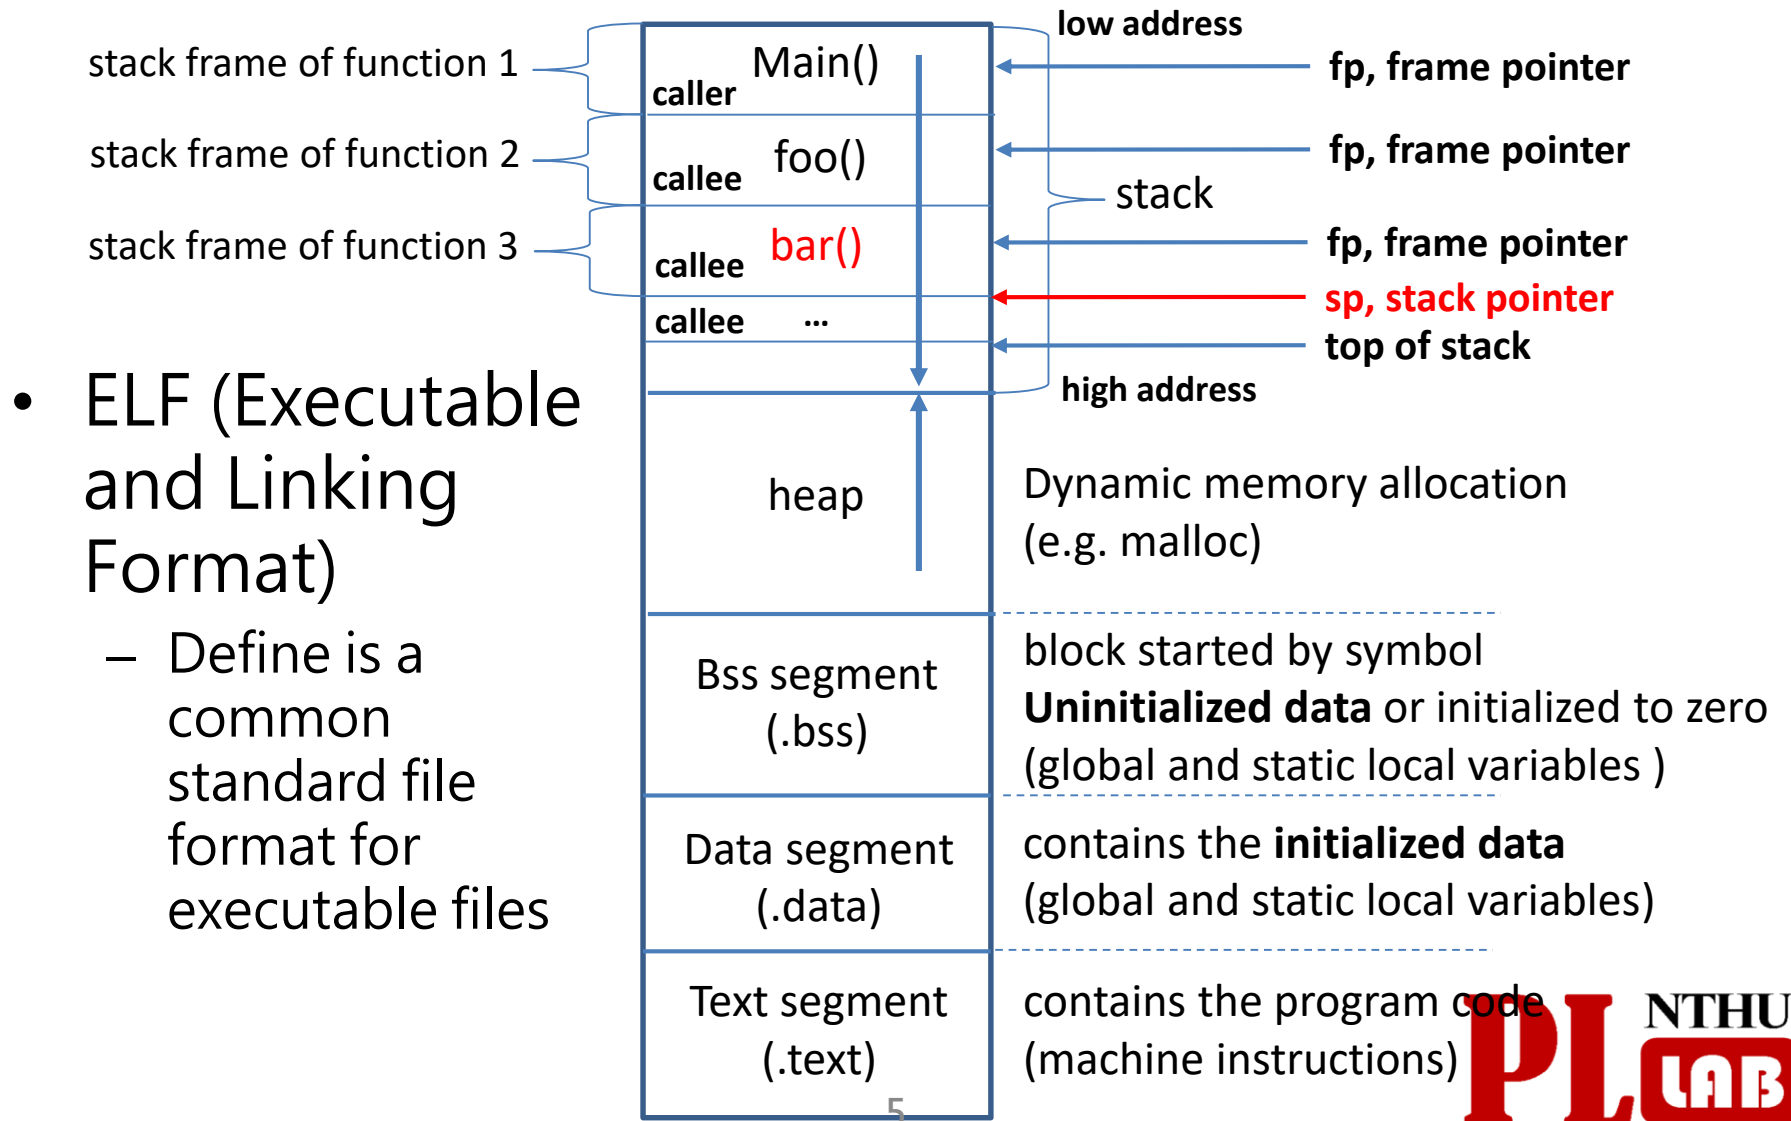 low address
stack frame of function 1
Main()
fp, frame pointer
caller
stack frame of function 2
foo()
fp, frame pointer
callee
stack
stack frame of function 3
bar()
fp, frame pointer
callee
sp, stack pointer
callee
...
top of stack
high address
• ELF (Executable
and Linking
Format)
– Define is a
common
standard file
format for
executable files
heap
Dynamic memory allocation
(e.g. malloc)
Bss segment
(.bss)
block started by symbol
Uninitialized data or initialized to zero
(global and static local variables )
Data segment
(.data)
contains the initialized data
(global and static local variables)
Text segment
(.text)
contains the program code
(machine instructions)
5
NTHU
PL
LAB